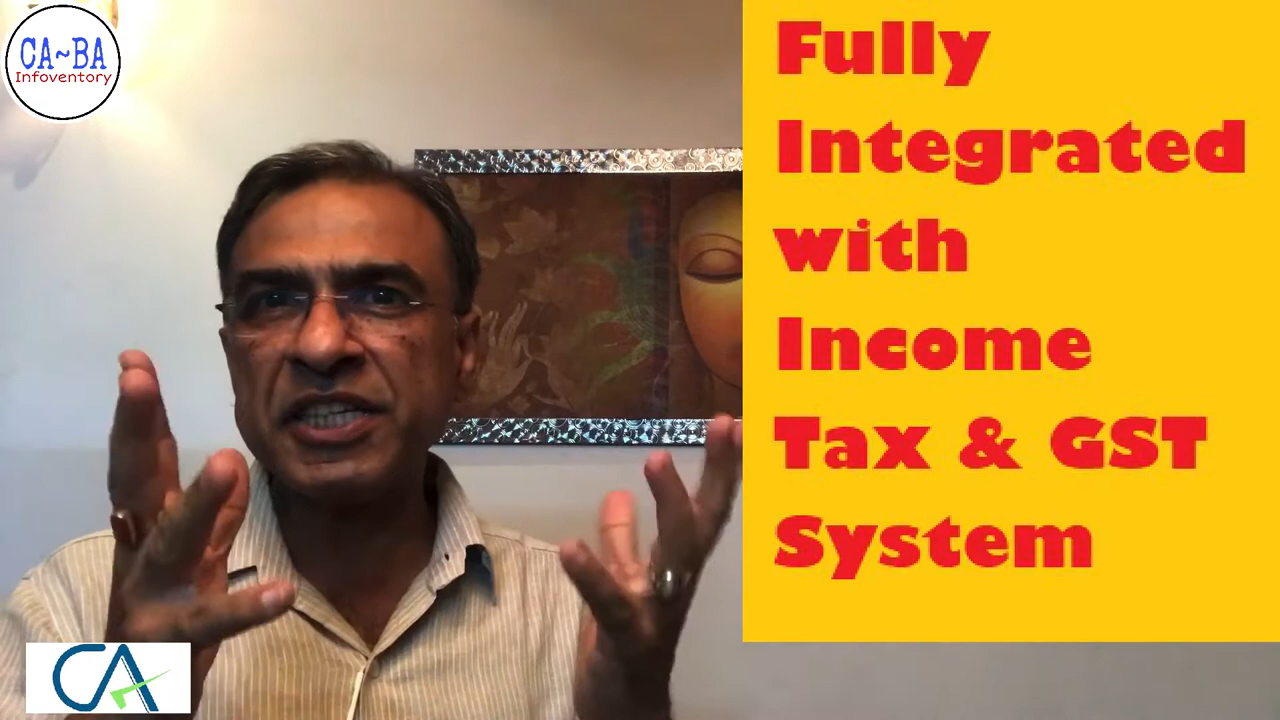 CA~BA
Infoventory
Fully
Integrated
with
Income
Tax & GST
System
CA